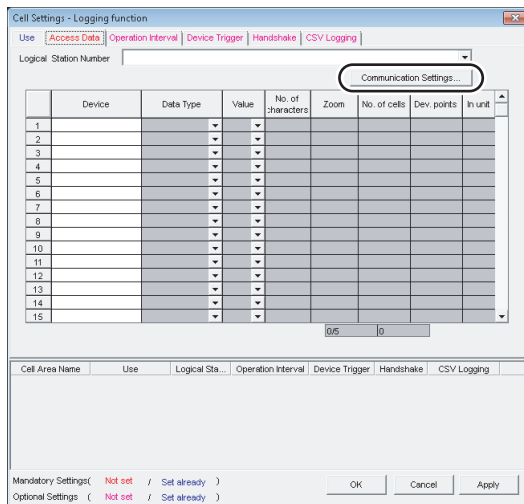 Cell Settings - Logging function
Use Access Data Operation Interval Device Trigger Handshake CSV Logging
Logical Station Number
Communication Settings...
Device Data Type Value No. of characters Zoom No. of cells Dev. points In unit
1
2
3
4
5
6
7
8
9
10
11
12
13
14
15
0/5 0
Cell Area Name Use Logical Sta... Operation Interval Device Trigger Handshake CSV Logging
Mandatory Settings( Not set / Set already )
Optional Settings ( Not set / Set already )
OK Cancel Apply